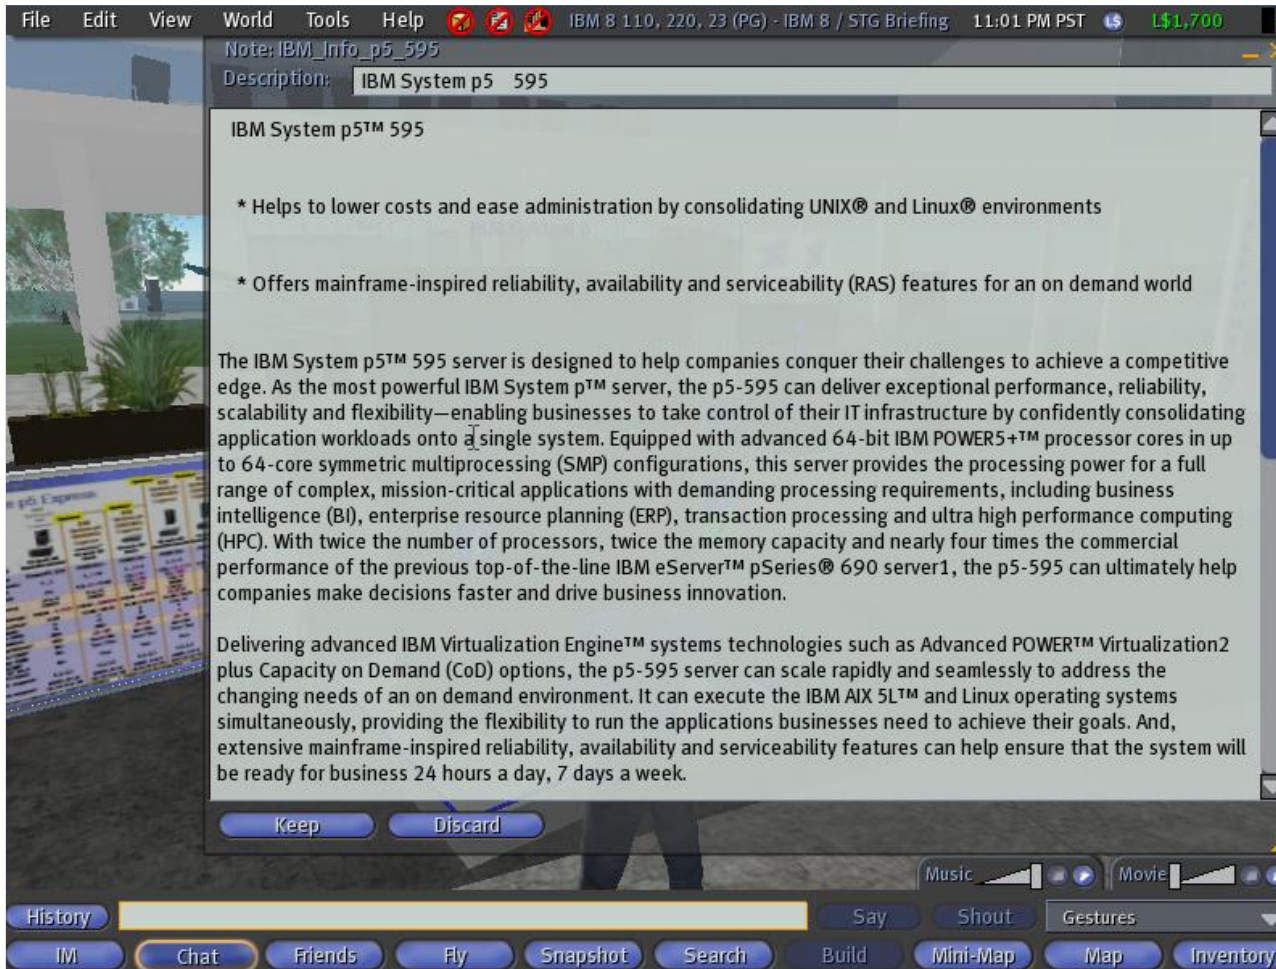 File Edit View World Tools Help IBM 8 110, 220, 23 (PG) - IBM 8 / STG Briefing 11:01 PM PST L$ L$1,700
Note: IBM_Info_p5_595
Description: IBM System p5 595
IBM System p5™ 595
* Helps to lower costs and ease administration by consolidating UNIX® and Linux® environments
* Offers mainframe-inspired reliability, availability and serviceability (RAS) features for an on demand world
The IBM System p5™ 595 server is designed to help companies conquer their challenges to achieve a competitive
edge. As the most powerful IBM System p™ server, the p5-595 can deliver exceptional performance, reliability,
scalability and flexibility—enabling businesses to take control of their IT infrastructure by confidently consolidating
application workloads onto a single system. Equipped with advanced 64-bit IBM POWER5+™ processor cores in up
to 64-core symmetric multiprocessing (SMP) configurations, this server provides the processing power for a full
range of complex, mission-critical applications with demanding processing requirements, including business
intelligence (BI), enterprise resource planning (ERP), transaction processing and ultra high performance computing
(HPC). With twice the number of processors, twice the memory capacity and nearly four times the commercial
performance of the previous top-of-the-line IBM eServer™ pSeries® 690 server1, the p5-595 can ultimately help
companies make decisions faster and drive business innovation.
Delivering advanced IBM Virtualization Engine™ systems technologies such as Advanced POWER™ Virtualization2
plus Capacity on Demand (CoD) options, the p5-595 server can scale rapidly and seamlessly to address the
changing needs of an on demand environment. It can execute the IBM AIX 5L™ and Linux operating systems
simultaneously, providing the flexibility to run the applications businesses need to achieve their goals. And,
extensive mainframe-inspired reliability, availability and serviceability features can help ensure that the system will
be ready for business 24 hours a day, 7 days a week.
Keep Discard
Music Movie
History Say Shout Gestures
IM Chat Friends Fly Snapshot Search Build Mini-Map Map Inventory